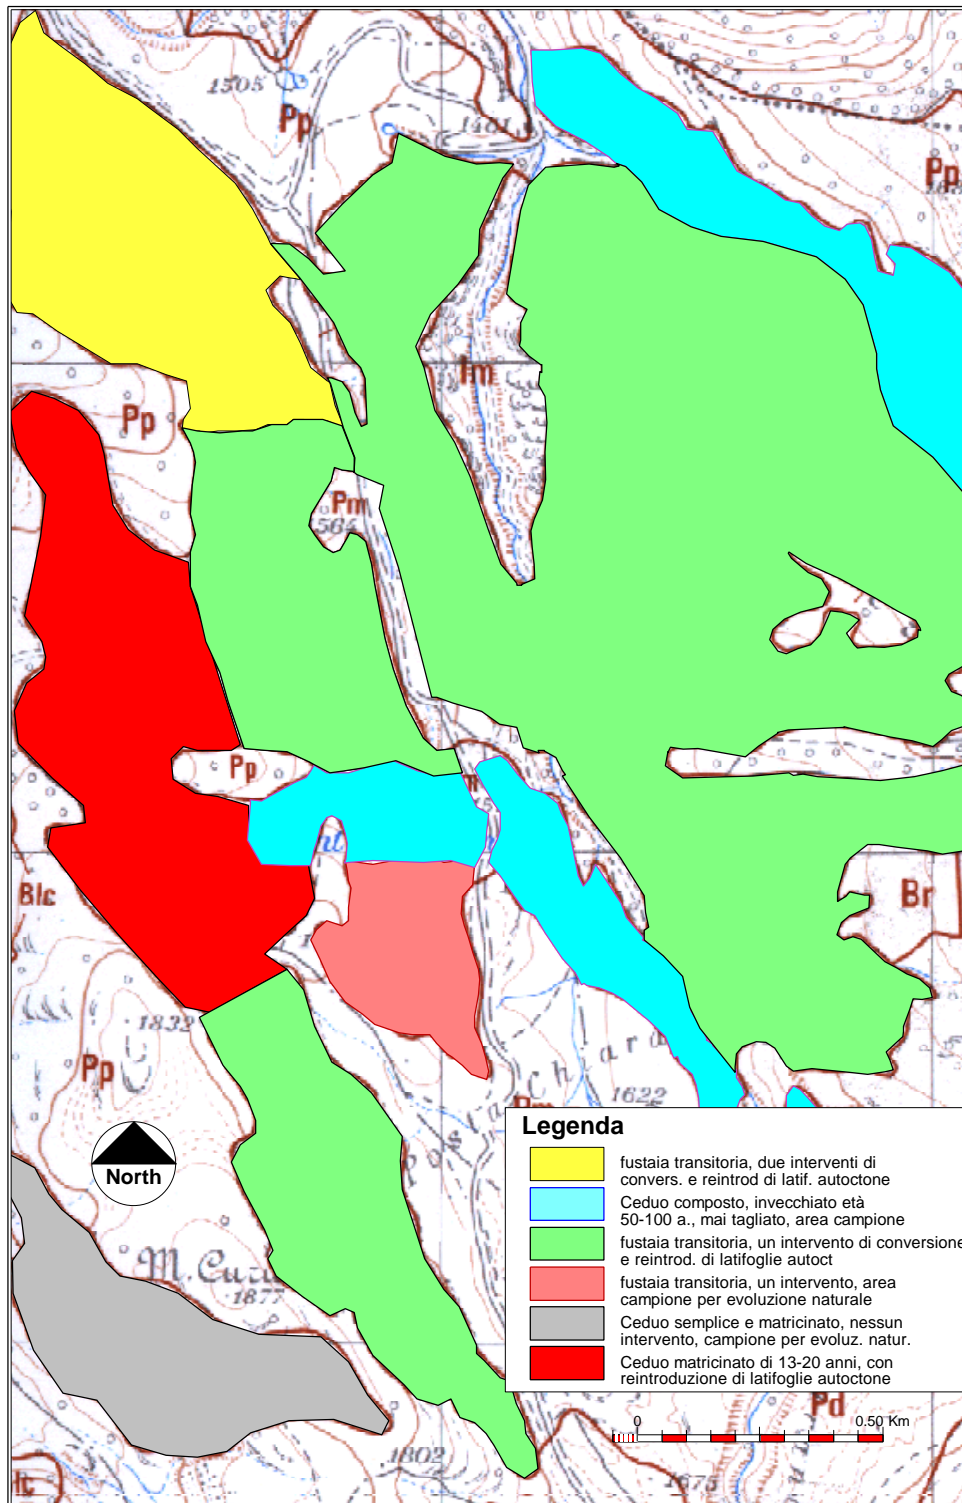 1505
Pp
1481
Pp
Im
Pp
Pm
564
Pp
Blc
Br
1832
Pp
Chiara
1622
North
M. Cu
1877
Legenda
fustaia transitoria, due interventi di
convers. e reintrod di latif. autoctone
Ceduo composto, invecchiato età
50-100 a., mai tagliato, area campione
fustaia transitoria, un intervento di conversione
e reintrod. di latifoglie autoct
fustaia transitoria, un intervento, area
campione per evoluzione naturale
Ceduo semplice e matricinato, nessun
intervento, campione per evoluz. natur.
Ceduo matricinato di 13-20 anni, con
reintroduzione di latifoglie autoctone
Pd
0 0.50 Km
1802
1675